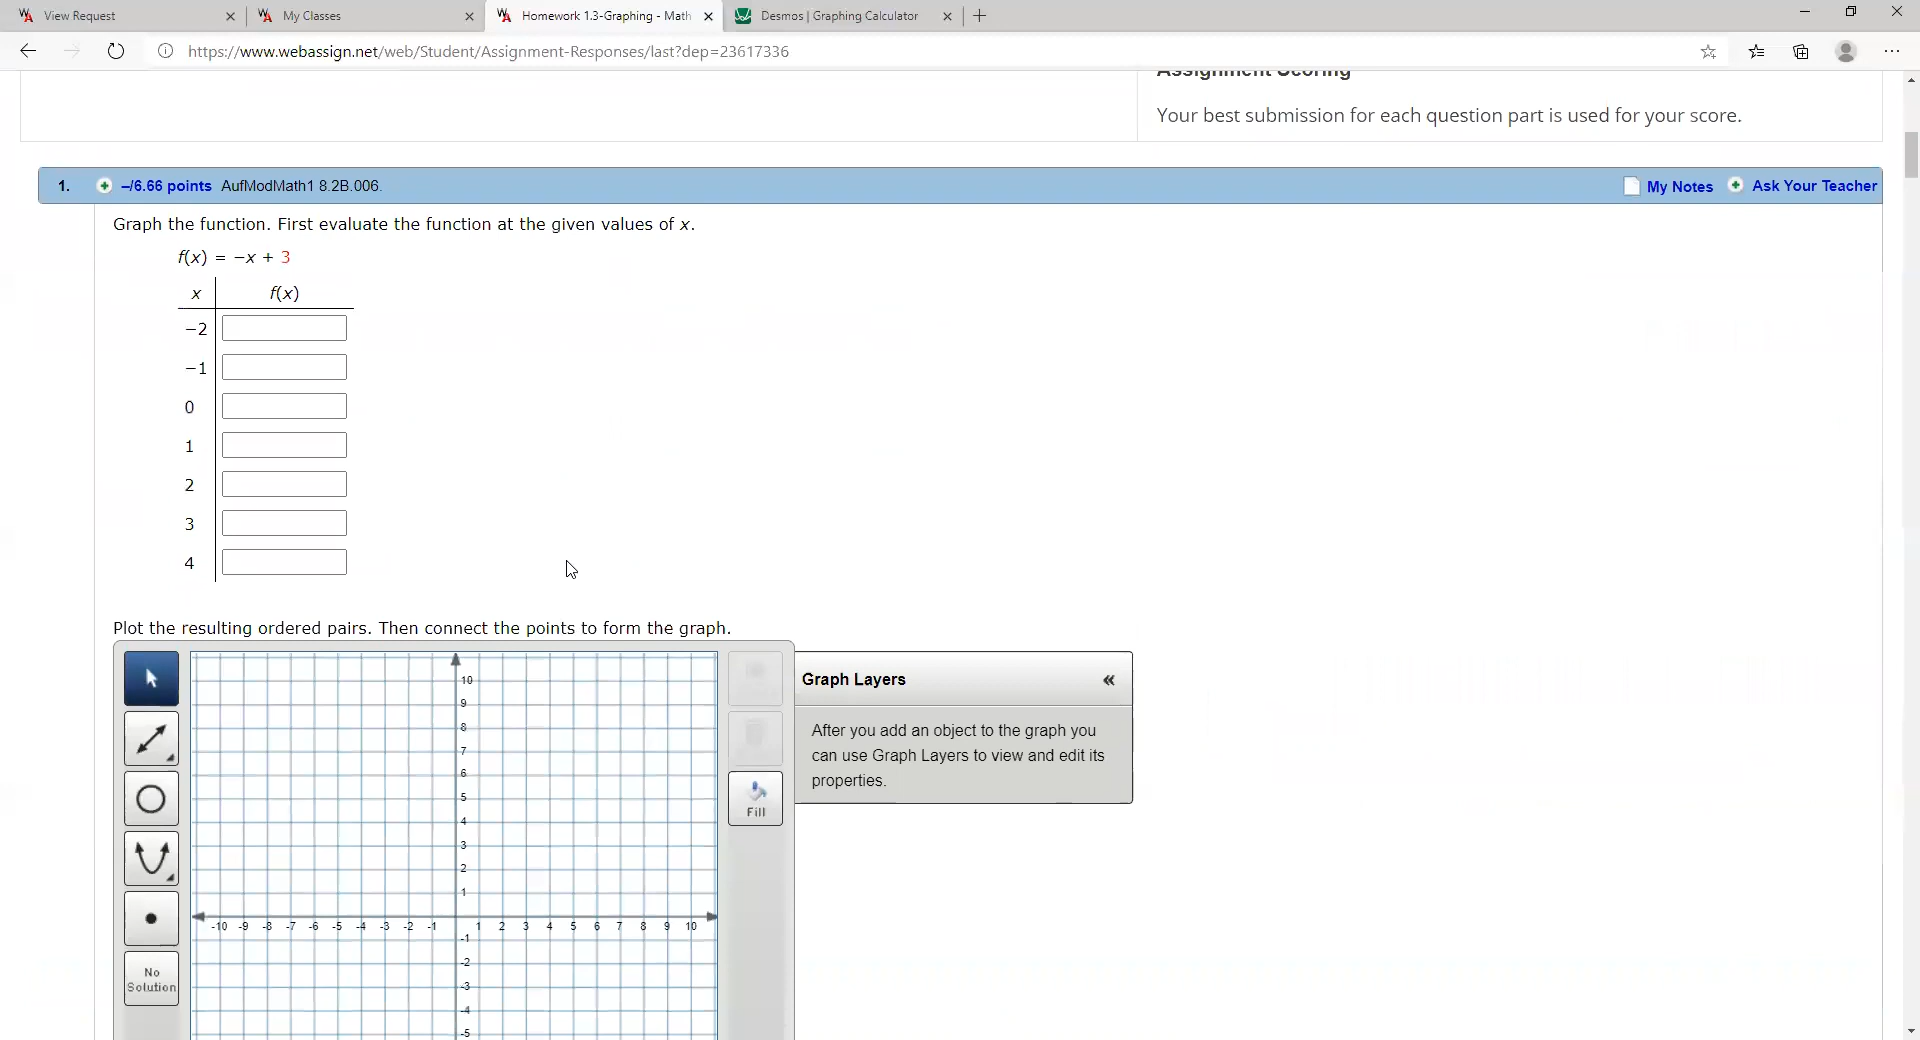 View Request
My Classes
Homework 1.3-Graphing - Math
Desmos | Graphing Calculator
https://www.webassign.net/web/Student/Assignment-Responses/last?dep=23617336
Assignment Scoring
Your best submission for each question part is used for your score.
1. –/6.66 points AufModMath1 8.2B.006.
My Notes
Ask Your Teacher
Graph the function. First evaluate the function at the given values of x.
f(x) = −x + 3
x f(x)
−2
−1
0
1
2
3
4
Plot the resulting ordered pairs. Then connect the points to form the graph.
Graph Layers «
After you add an object to the graph you
can use Graph Layers to view and edit its
properties.
Fill
No
Solution
10
9
8
7
6
5
4
3
2
1
-10 -9 -8 -7 -6 -5 -4 -3 -2 -1 1 2 3 4 5 6 7 8 9 10
-1
-2
-3
-4
-5